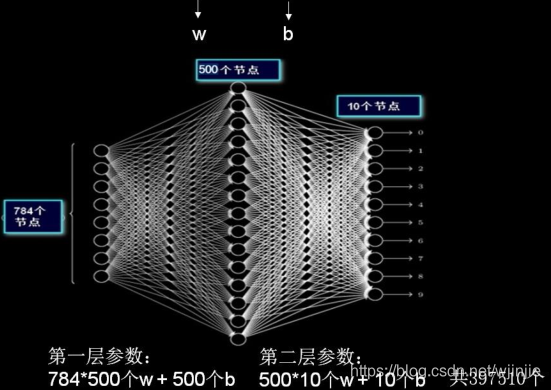 w b
500个节点
10个节点
0
1
2
3
784个
节点
4
5
6
7
8
9
第一层参数： 第二层参数：
784*500个w + 500个b 500*10个w + 10个b 共397510个
https://blog.csdn.net/wjinjie